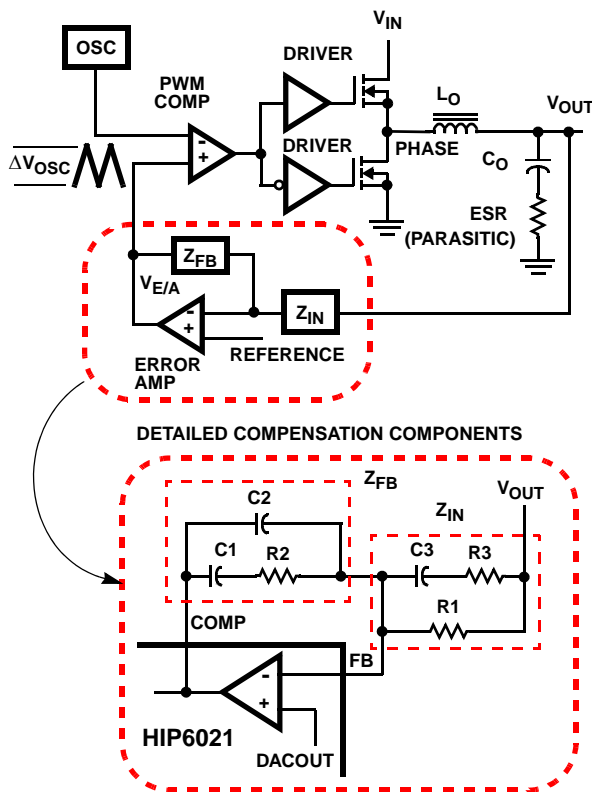 V_IN
OSC
DRIVER
PWM
COMP
L_O
V_OUT
-
+
DRIVER
PHASE
C_O
ΔV_OSC
ESR
(PARASITIC)
Z_FB
V_E/A
-
+
Z_IN
REFERENCE
ERROR
AMP
DETAILED COMPENSATION COMPONENTS
Z_FB
V_OUT
C2
Z_IN
C1
R2
C3
R3
R1
COMP
FB
-
+
HIP6021
DACOUT